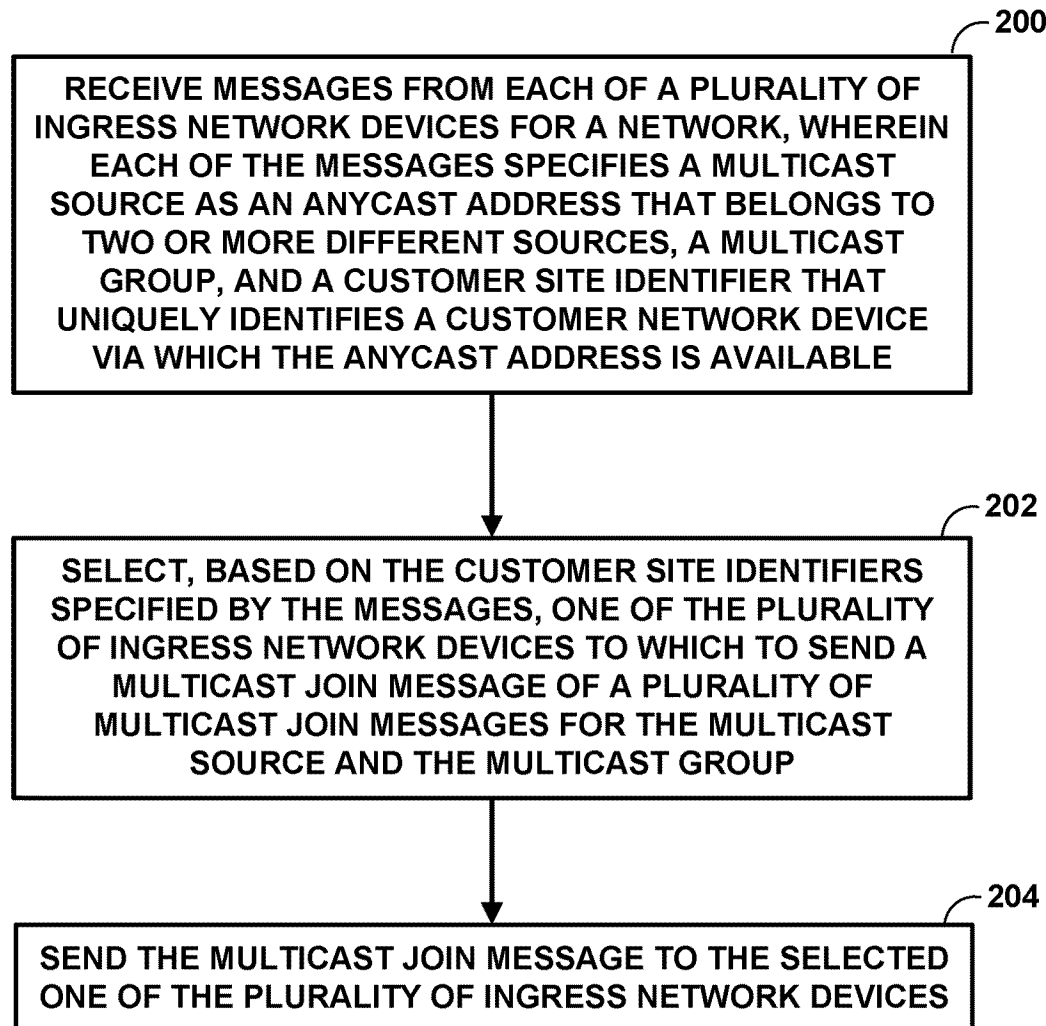 200
RECEIVE MESSAGES FROM EACH OF A PLURALITY OF
INGRESS NETWORK DEVICES FOR A NETWORK, WHEREIN
EACH OF THE MESSAGES SPECIFIES A MULTICAST
SOURCE AS AN ANYCAST ADDRESS THAT BELONGS TO
TWO OR MORE DIFFERENT SOURCES, A MULTICAST
GROUP, AND A CUSTOMER SITE IDENTIFIER THAT
UNIQUELY IDENTIFIES A CUSTOMER NETWORK DEVICE
VIA WHICH THE ANYCAST ADDRESS IS AVAILABLE
202
SELECT, BASED ON THE CUSTOMER SITE IDENTIFIERS
SPECIFIED BY THE MESSAGES, ONE OF THE PLURALITY
OF INGRESS NETWORK DEVICES TO WHICH TO SEND A
MULTICAST JOIN MESSAGE OF A PLURALITY OF
MULTICAST JOIN MESSAGES FOR THE MULTICAST
SOURCE AND THE MULTICAST GROUP
204
SEND THE MULTICAST JOIN MESSAGE TO THE SELECTED
ONE OF THE PLURALITY OF INGRESS NETWORK DEVICES